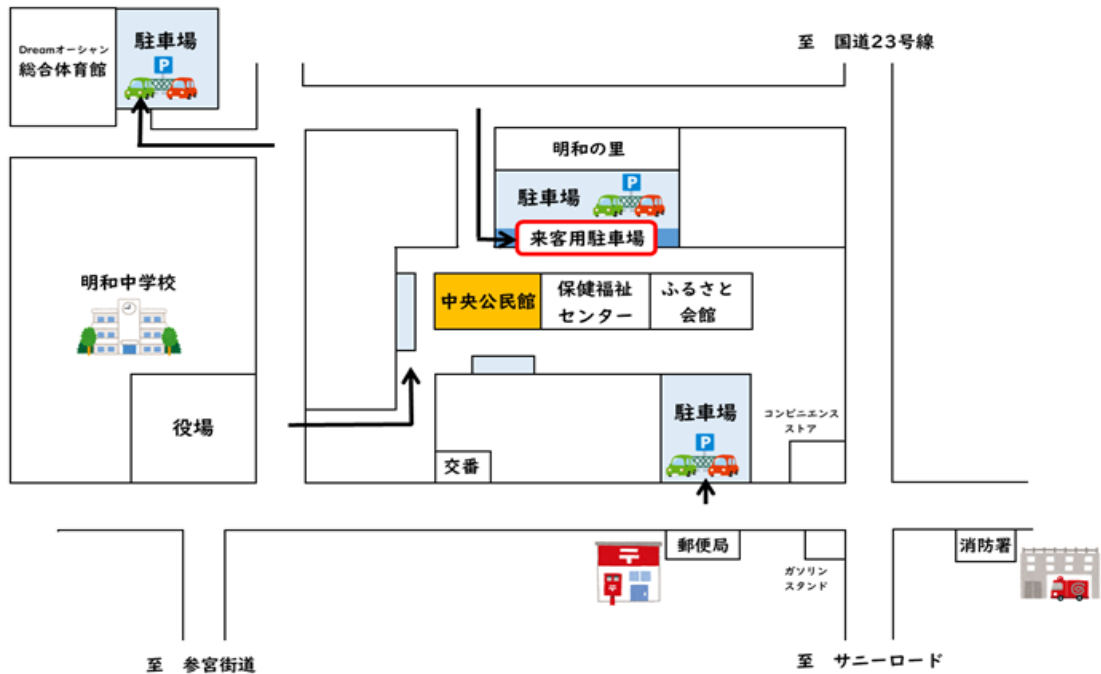 Dreamオーシャン
総合体育館
駐車場
P
至 国道23号線
明和の里
駐車場
P
来客用駐車場
明和中学校
中央公民館
保健福祉
センター
ふるさと
会館
役場
駐車場
P
コンビニエンス
ストア
交番
〒
郵便局
ガソリン
スタンド
消防署
至 参宮街道
至 サニーロード